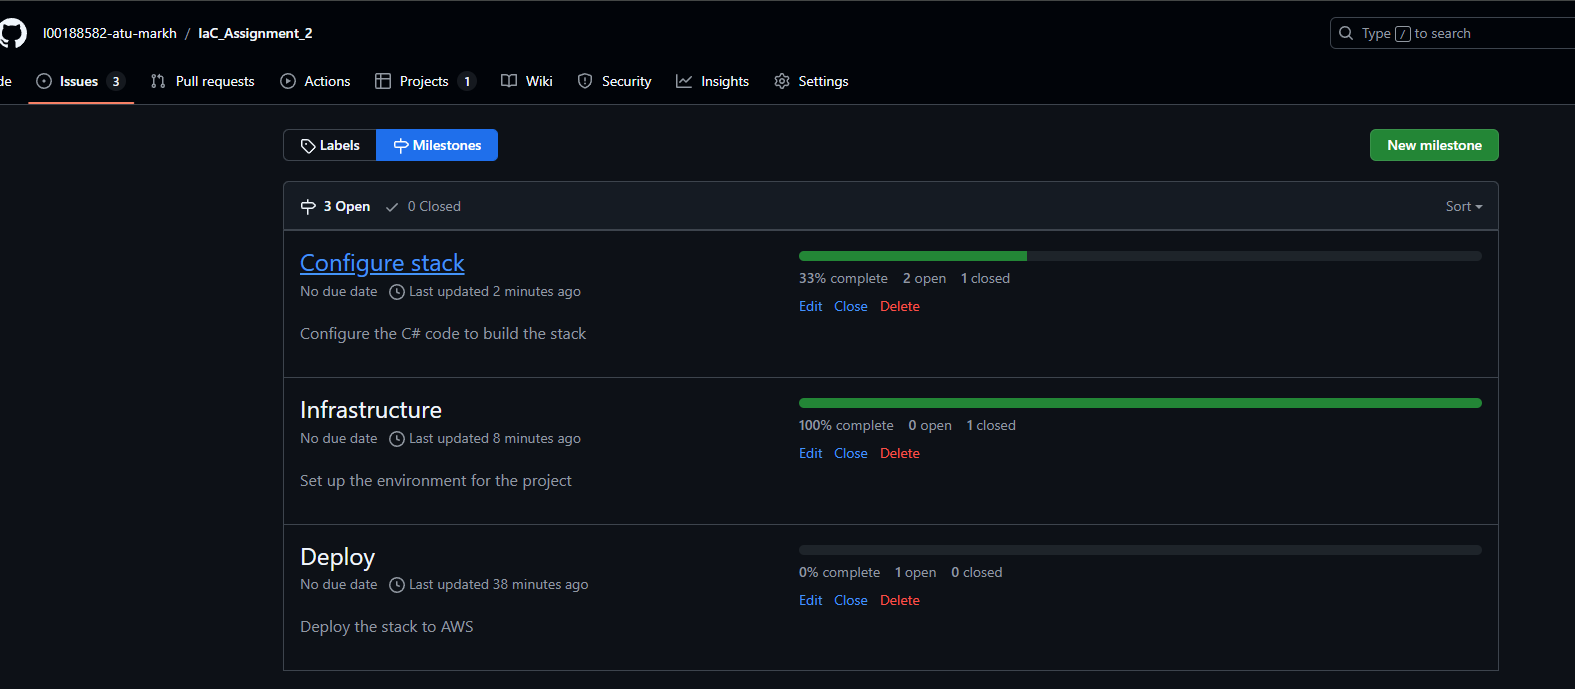 l00188582-atu-markh / IaC_Assignment_2
Type / to search
de Issues 3 Pull requests Actions Projects 1 Wiki Security Insights Settings
Labels Milestones New milestone
3 Open 0 Closed Sort
Configure stack
No due date Last updated 2 minutes ago
Configure the C# code to build the stack
33% complete 2 open 1 closed
Edit Close Delete
Infrastructure
No due date Last updated 8 minutes ago
Set up the environment for the project
100% complete 0 open 1 closed
Edit Close Delete
Deploy
No due date Last updated 38 minutes ago
Deploy the stack to AWS
0% complete 1 open 0 closed
Edit Close Delete